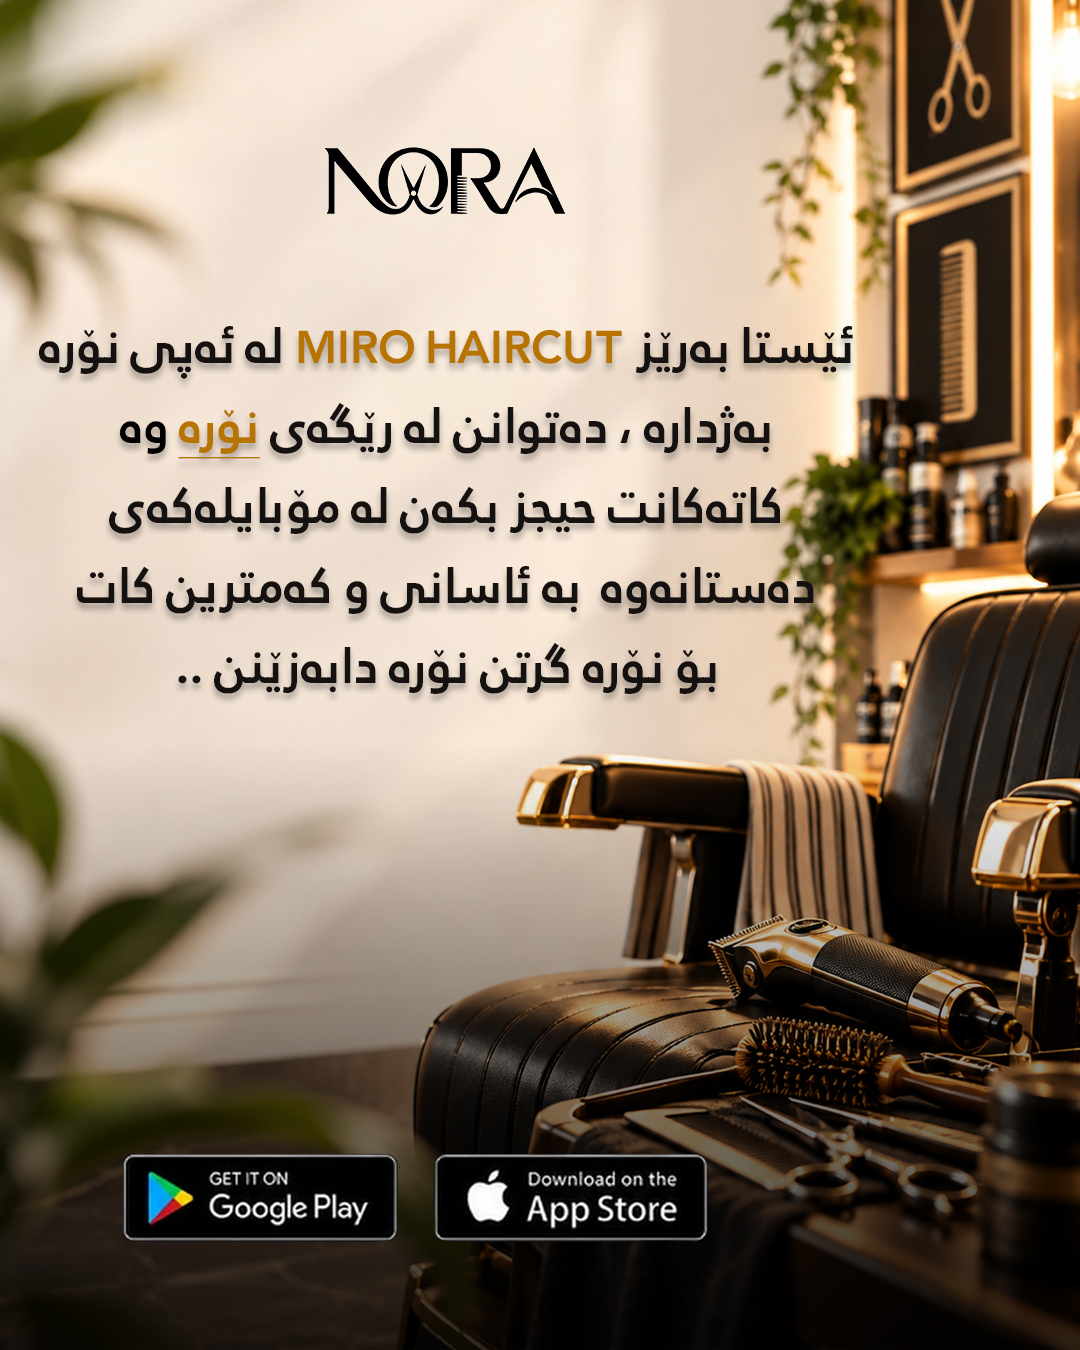 NORA
ئێستا بەرێز MIRO HAIRCUT لە ئەپی نۆرە
بەژدارە ، دەتوانن لە رێگەی نۆرە وە
کاتەکانت حیجز بکەن لە مۆبایلەکەی
دەستانەوە بە ئاسانی و کەمترین کات
بۆ نۆرە گرتن نۆرە دابەزێنن ..
GET IT ON
Google Play
Download on the
App Store